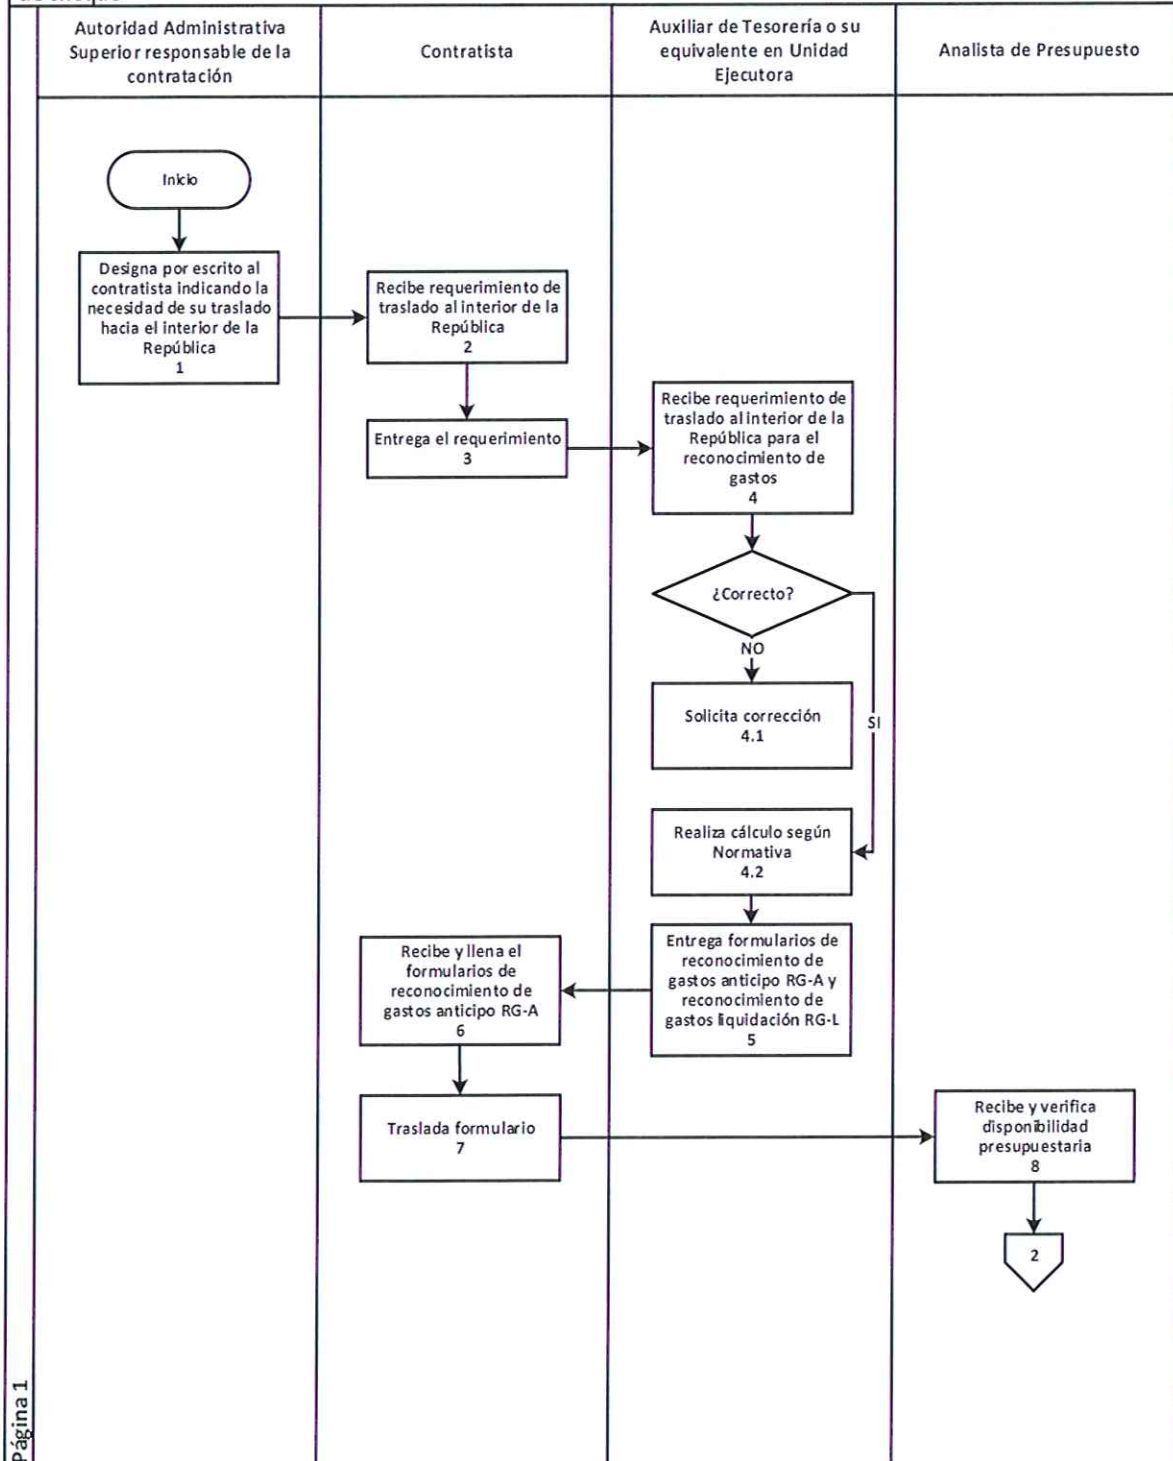 Autoridad Administrativa
Superior responsable de la
contratación
Contratista
Auxiliar de Tesorería o su
equivalente en Unidad
Ejecutora
Analista de Presupuesto
Inicio
Designa por escrito al
contratista indicando la
necesidad de su traslado
hacia el interior de la
República
1
Recibe requerimiento de
traslado al interior de la
República
2
Entrega el requerimiento
3
Recibe requerimiento de
traslado al interior de la
República para el
reconocimiento de
gastos
4
¿Correcto?
NO
SI
Solicita corrección
4.1
Realiza cálculo según
Normativa
4.2
Entrega formularios de
reconocimiento de
gastos anticipo RG-A y
reconocimiento de
gastos liquidación RG-L
5
Recibe y llena el
formularios de
reconocimiento de
gastos anticipo RG-A
6
Traslada formulario
7
Recibe y verifica
disponibilidad
presupuestaria
8
2
Página 1